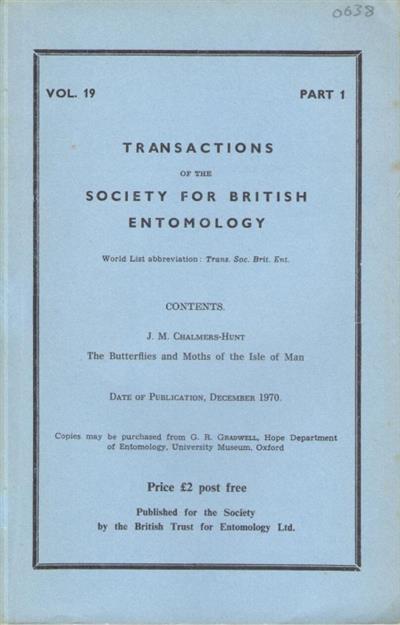 0638
VOL. 19 PART 1
TRANSACTIONS
OF THE
SOCIETY FOR BRITISH
ENTOMOLOGY
World List abbreviation: Trans. Soc. Brit. Ent.
CONTENTS.
J. M. CHALMERS-HUNT
The Butterflies and Moths of the Isle of Man
DATE OF PUBLICATION, DECEMBER 1970.
Copies may be purchased from G. R. GRADWELL, Hope Department
of Entomology, University Museum, Oxford
Price £2 post free
Published for the Society
by the British Trust for Entomology Ltd.